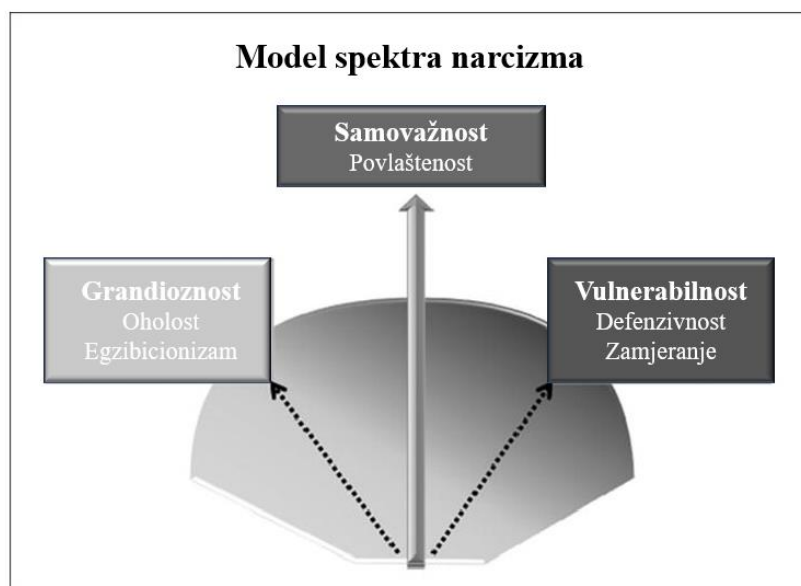 Model spektra narcizma
Samovažnost
Povlaštenost
Grandioznost
Oholost
Egzibicionizam
Vulnerabilnost
Defenzivnost
Zamjeranje